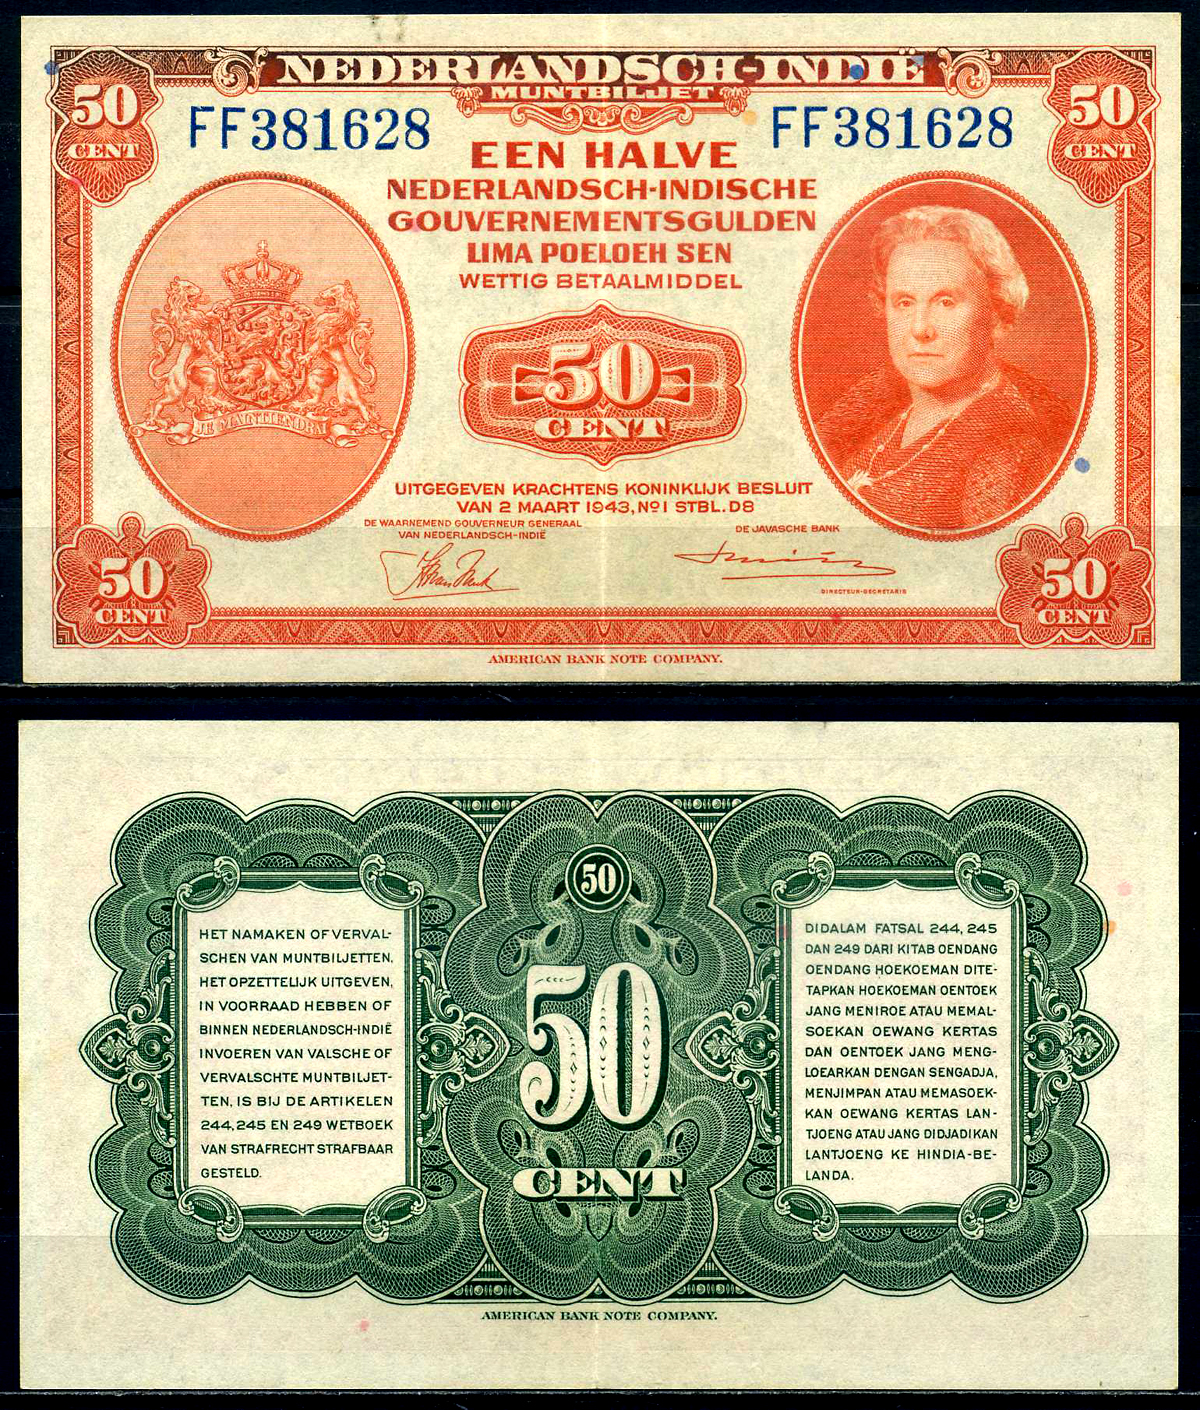 NEDERLANDSCH-INDIË
MUNTBILJET
50
CENT
50
CENT
FF381628
FF381628
EEN HALVE
NEDERLANDSCH-INDISCHE
GOUVERNEMENTSGULDEN
LIMA POELOEH SEN
WETTIG BETAALMIDDEL
50
CENT
JE MAINTIENDRAI
UITGEGEVEN KRACHTENS KONINKLIJK BESLUIT
VAN 2 MAART 1943, Nº 1 STBL. D8
DE WAARNEMEND GOUVERNEUR GENERAAL
VAN NEDERLANDSCH-INDIË
DE JAVASCHE BANK
DIRECTEUR-SECRETARIS
50
CENT
50
CENT
AMERICAN BANK NOTE COMPANY.
50
50
CENT
HET NAMAKEN OF VERVAL-
SCHEN VAN MUNTBILJETTEN,
HET OPZETTELIJK UITGEVEN,
IN VOORRAAD HEBBEN OF
BINNEN NEDERLANDSCH-INDIË
INVOEREN VAN VALSCHE OF
VERVALSCHTE MUNTBILJET-
TEN, IS BIJ DE ARTIKELEN
244, 245 EN 249 WETBOEK
VAN STRAFRECHT STRAFBAAR
GESTELD.
DIDALAM FATSAL 244, 245
DAN 249 DARI KITAB OENDANG
OENDANG HOEKOEMAN DITE-
TAPKAN HOEKOEMAN OENTOEK
JANG MENIROE ATAU MEMAL-
SOEKAN OEWANG KERTAS
DAN OENTOEK JANG MENG-
LOEARKAN DENGAN SENGADJA,
MENJIMPAN ATAU MEMASOEK-
KAN OEWANG KERTAS LAN-
TJOENG ATAU JANG DIDJADIKAN
LANTJOENG KE HINDIA-BE-
LANDA.
AMERICAN BANK NOTE COMPANY.